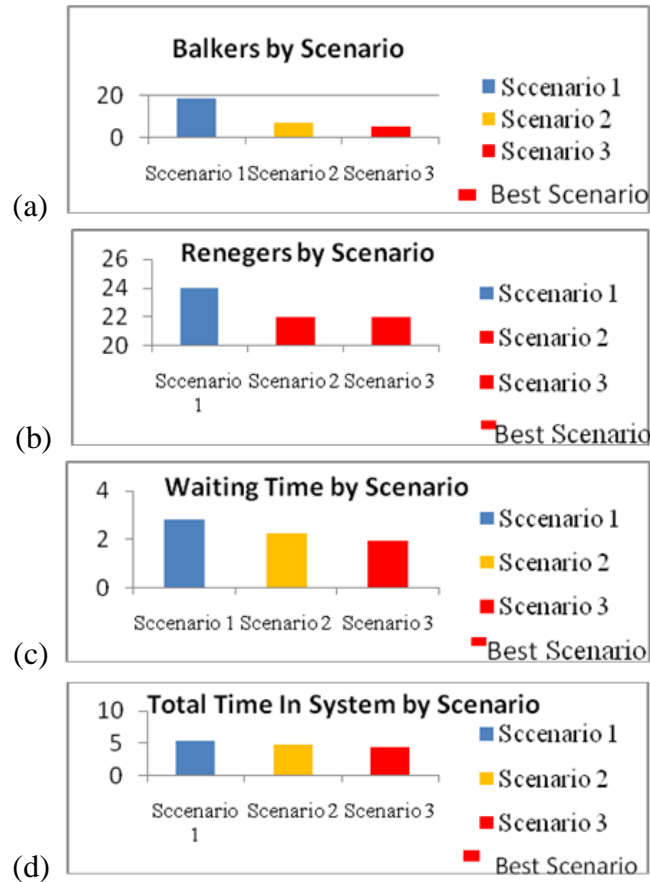 Balkers by Scenario
20
0
Sccenario 1 Scenario 2 Scenario 3
Sccenario 1
Scenario 2
Scenario 3
Best Scenario
(a)
Renegers by Scenario
26
24
22
20
Sccenario
1
Scenario 2
Scenario 3
Sccenario 1
Scenario 2
Scenario 3
Best Scenario
(b)
Waiting Time by Scenario
4
2
0
Sccenario 1 Scenario 2 Scenario 3
Sccenario 1
Scenario 2
Scenario 3
Best Scenario
(c)
Total Time In System by Scenario
10
5
0
Sccenario
1
Scenario 2
Scenario 3
Sccenario 1
Scenario 2
Scenario 3
Best Scenario
(d)